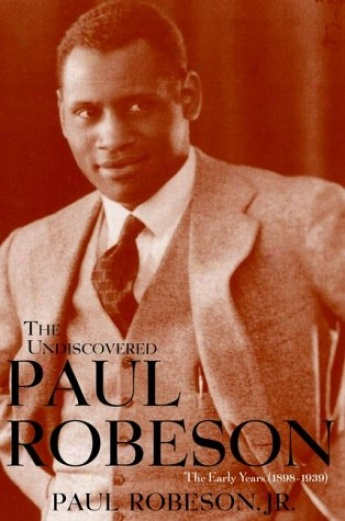 THE
UNDISCOVERED
PAUL
ROBESON
The Early Years (1898-1939)
PAUL ROBESON, JR.